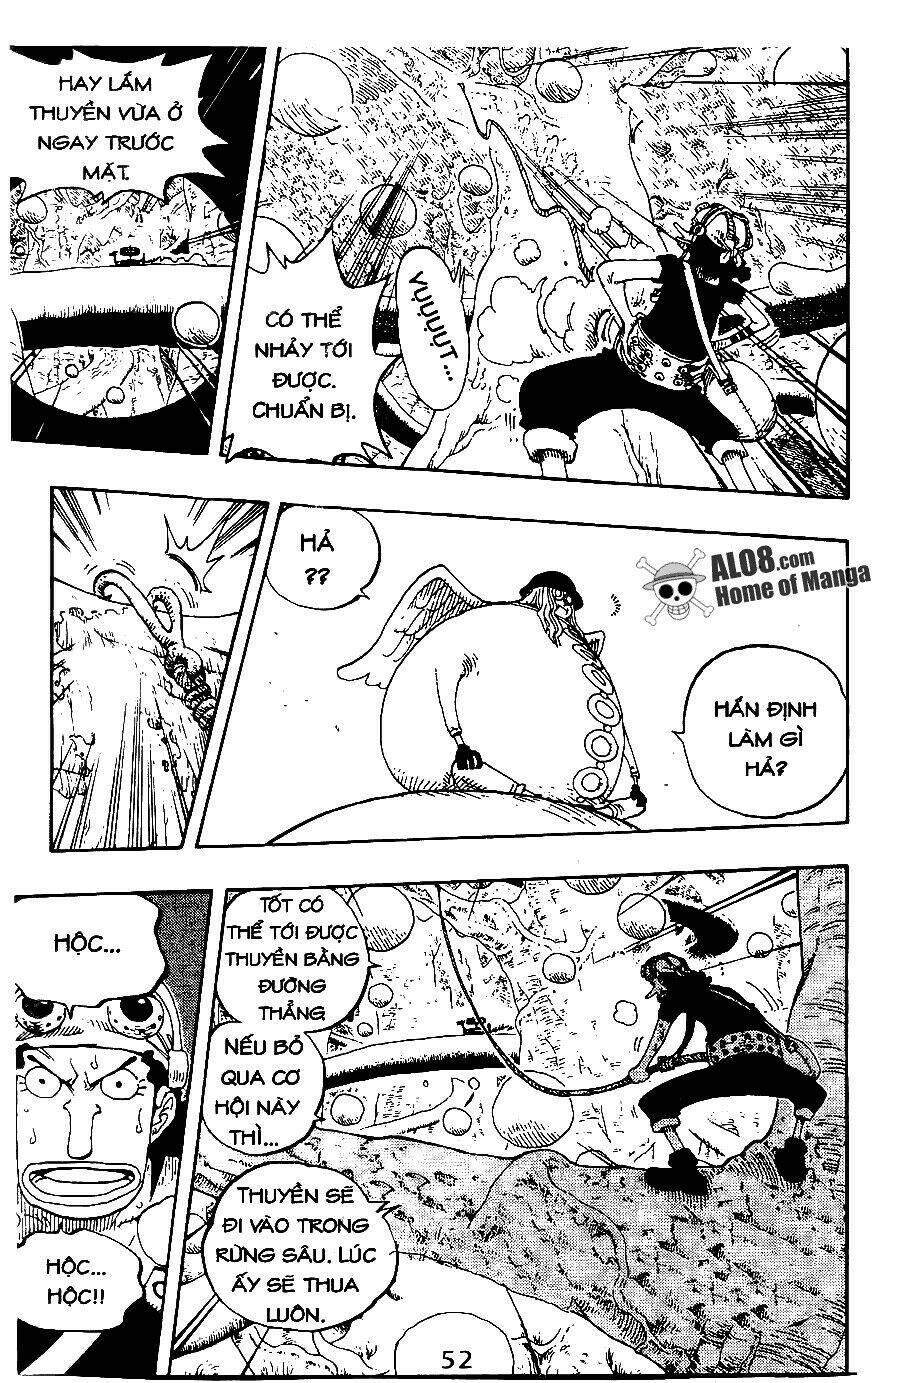 HAY LẮM
THUYỀN VỪA Ở
NGAY TRƯỚC
MẶT.
CÓ THỂ
NHẢY TỚI
ĐƯỢC.
CHUẨN BỊ.
VỤỤỤỤT...
HẢ
??
HẮN ĐỊNH
LÀM GÌ
HẢ?
ALO8.com
Home of Manga
HỘC...
HỘC...
HỘC!!
TỐT CÓ
THỂ TỚI ĐƯỢC
THUYỀN BẰNG
ĐƯỜNG
THẲNG
NẾU BỎ
QUA CƠ
HỘI NÀY
THÌ...
THUYỀN SẼ
ĐI VÀO TRONG
RỪNG SÂU. LÚC
ẤY SẼ THUA
LUÔN.
52